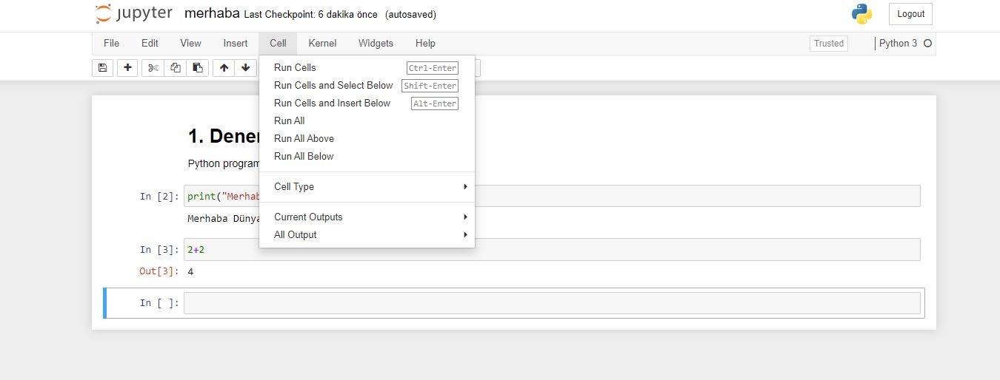 jupyter merhaba Last Checkpoint: 6 dakika önce (autosaved) Logout
File Edit View Insert Cell Kernel Widgets Help Trusted Python 3
Run Cells Ctrl-Enter
Run Cells and Select Below Shift-Enter
Run Cells and Insert Below Alt-Enter
Run All
Run All Above
Run All Below
Cell Type
Current Outputs
All Output
1.
Python
In [2]: print("Merhab
Merhaba Dünya
In [3]: 2+2
Out[3]: 4
In [ ]: